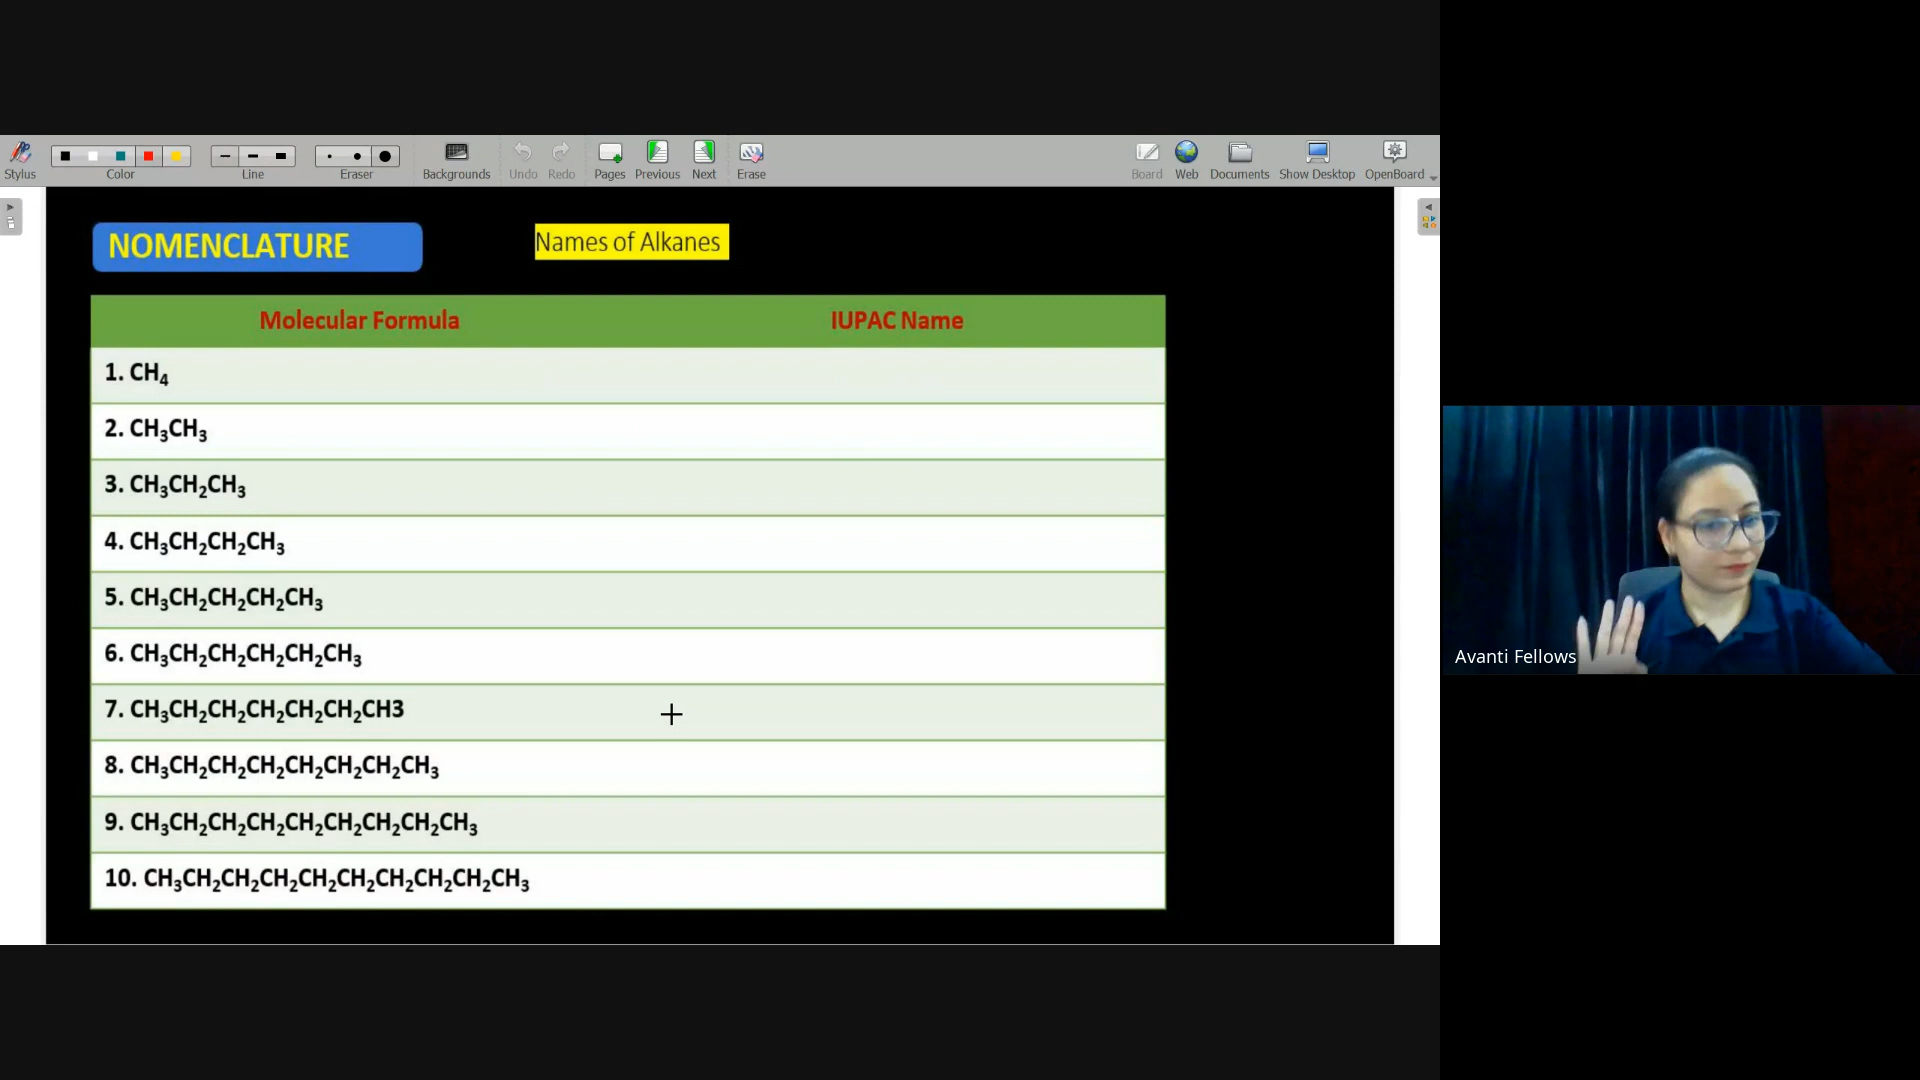 Stylus Color Line Eraser Backgrounds Undo Redo Pages Previous Next Erase Board Web Documents Show Desktop OpenBoard
NOMENCLATURE
Names of Alkanes
Molecular Formula IUPAC Name
1. CH₄
2. CH₃CH₃
3. CH₃CH₂CH₃
4. CH₃CH₂CH₂CH₃
5. CH₃CH₂CH₂CH₂CH₃
6. CH₃CH₂CH₂CH₂CH₂CH₃
7. CH₃CH₂CH₂CH₂CH₂CH₂CH3
8. CH₃CH₂CH₂CH₂CH₂CH₂CH₂CH₃
9. CH₃CH₂CH₂CH₂CH₂CH₂CH₂CH₂CH₃
10. CH₃CH₂CH₂CH₂CH₂CH₂CH₂CH₂CH₂CH₃
Avanti Fellows